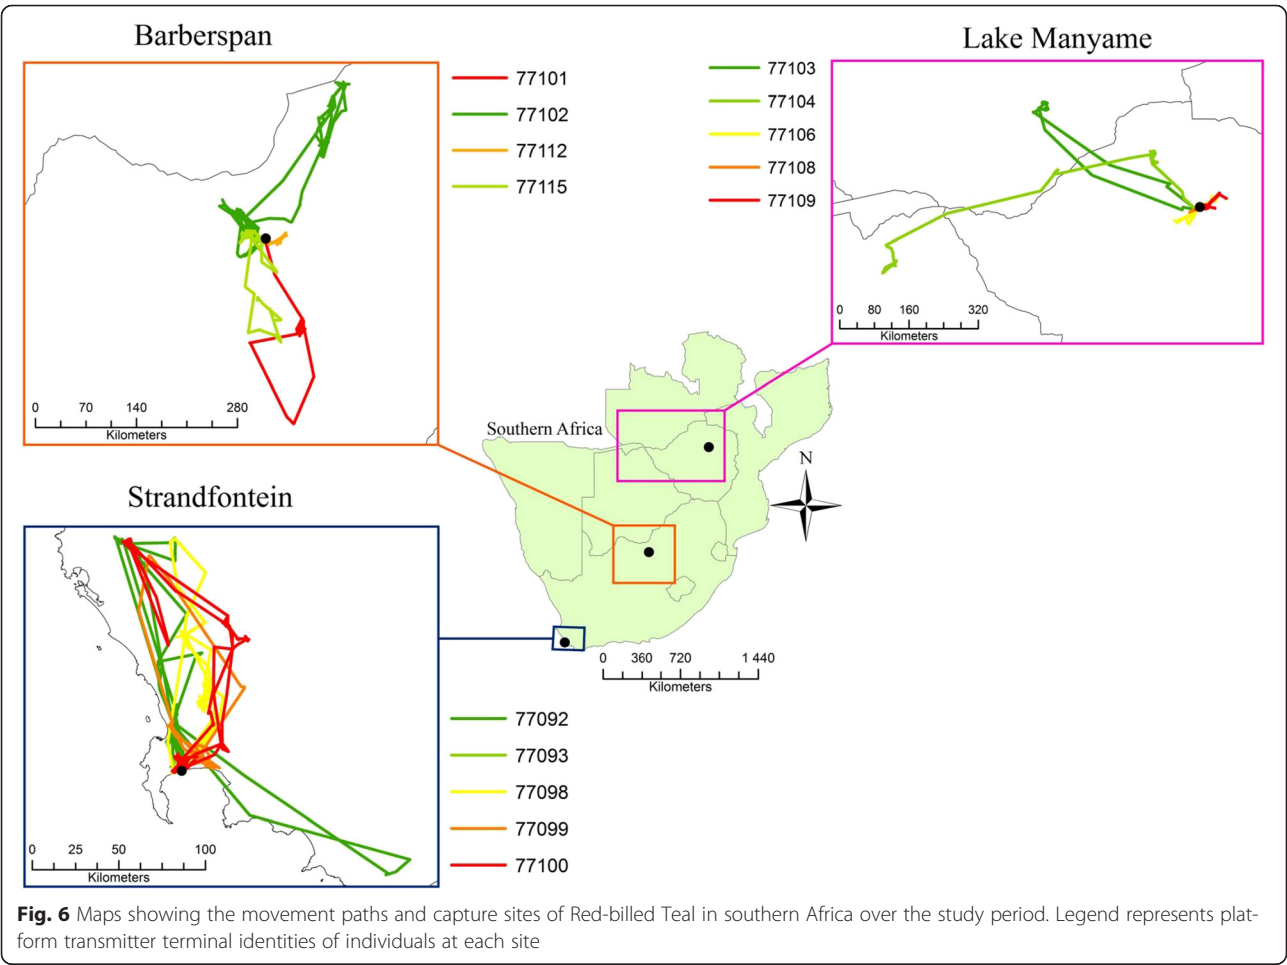 Barberspan
77101
77102
77112
77115
0 70 140 280
Kilometers
Lake Manyame
77103
77104
77106
77108
77109
0 80 160 320
Kilometers
Southern Africa
N
0 360 720 1 440
Kilometers
Strandfontein
77092
77093
77098
77099
77100
0 25 50 100
Kilometers
Fig. 6 Maps showing the movement paths and capture sites of Red-billed Teal in southern Africa over the study period. Legend represents plat-
form transmitter terminal identities of individuals at each site